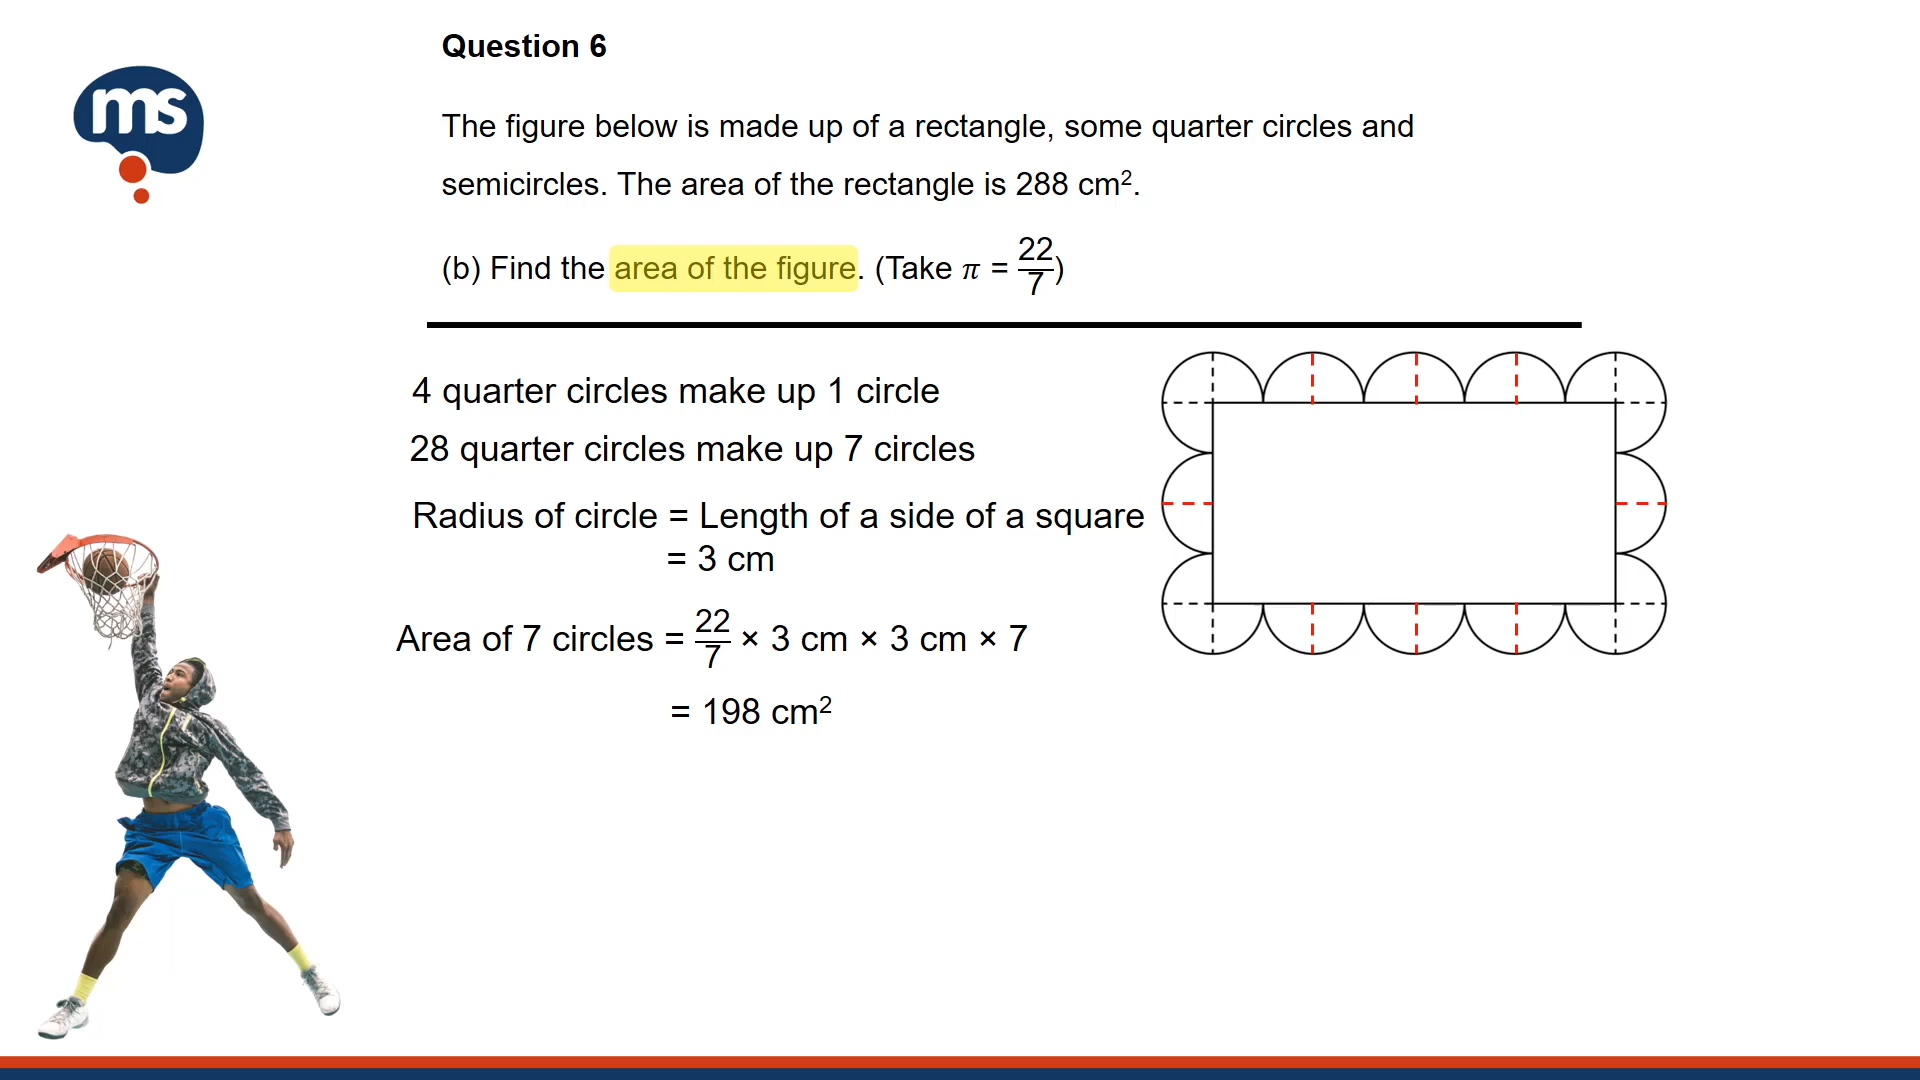 ms
Question 6
The figure below is made up of a rectangle, some quarter circles and
semicircles. The area of the rectangle is 288 cm².
(b) Find the area of the figure. (Take π = 22/7)
4 quarter circles make up 1 circle
28 quarter circles make up 7 circles
Radius of circle = Length of a side of a square
= 3 cm
Area of 7 circles = 22/7 × 3 cm × 3 cm × 7
= 198 cm²